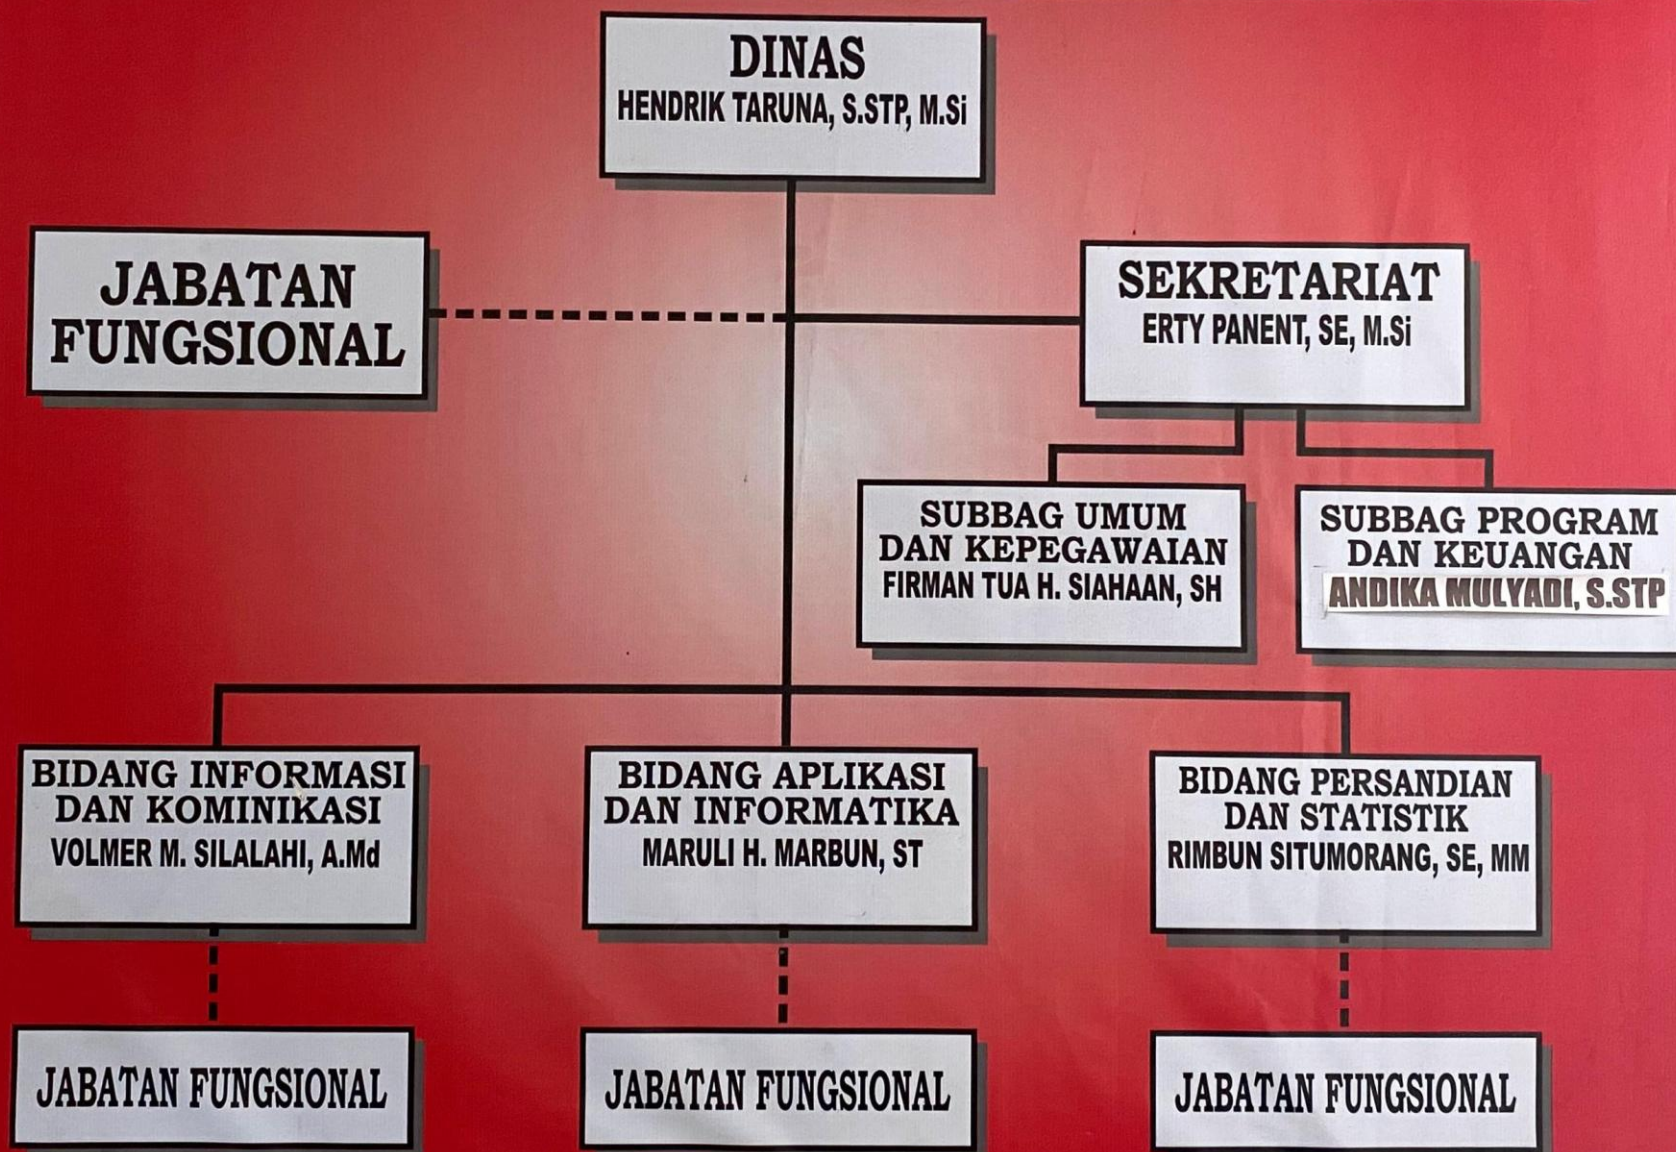 DINAS
HENDRIK TARUNA, S.STP, M.Si
JABATAN
FUNGSIONAL
SEKRETARIAT
ERTY PANENT, SE, M.Si
SUBBAG UMUM
DAN KEPEGAWAIAN
FIRMAN TUA H. SIAHAAN, SH
SUBBAG PROGRAM
DAN KEUANGAN
ANDIKA MULYADI, S.STP
BIDANG INFORMASI
DAN KOMINIKASI
VOLMER M. SILALAHI, A.Md
BIDANG APLIKASI
DAN INFORMATIKA
MARULI H. MARBUN, ST
BIDANG PERSANDIAN
DAN STATISTIK
RIMBUN SITUMORANG, SE, MM
JABATAN FUNGSIONAL
JABATAN FUNGSIONAL
JABATAN FUNGSIONAL